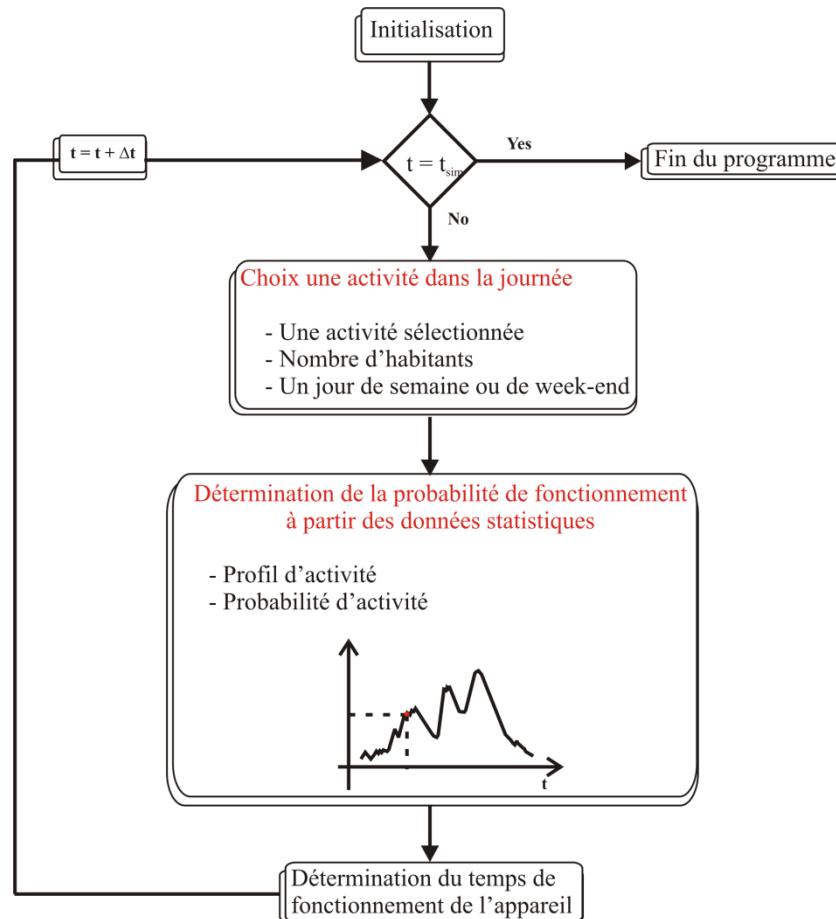 Initialisation
t = t + Δt
t = tsim
Yes
Fin du programme
No
Choix une activité dans la journée
- Une activité sélectionnée
- Nombre d'habitants
- Un jour de semaine ou de week-end
Détermination de la probabilité de fonctionnement
à partir des données statistiques
- Profil d'activité
- Probabilité d'activité
t
Détermination du temps de
fonctionnement de l'appareil